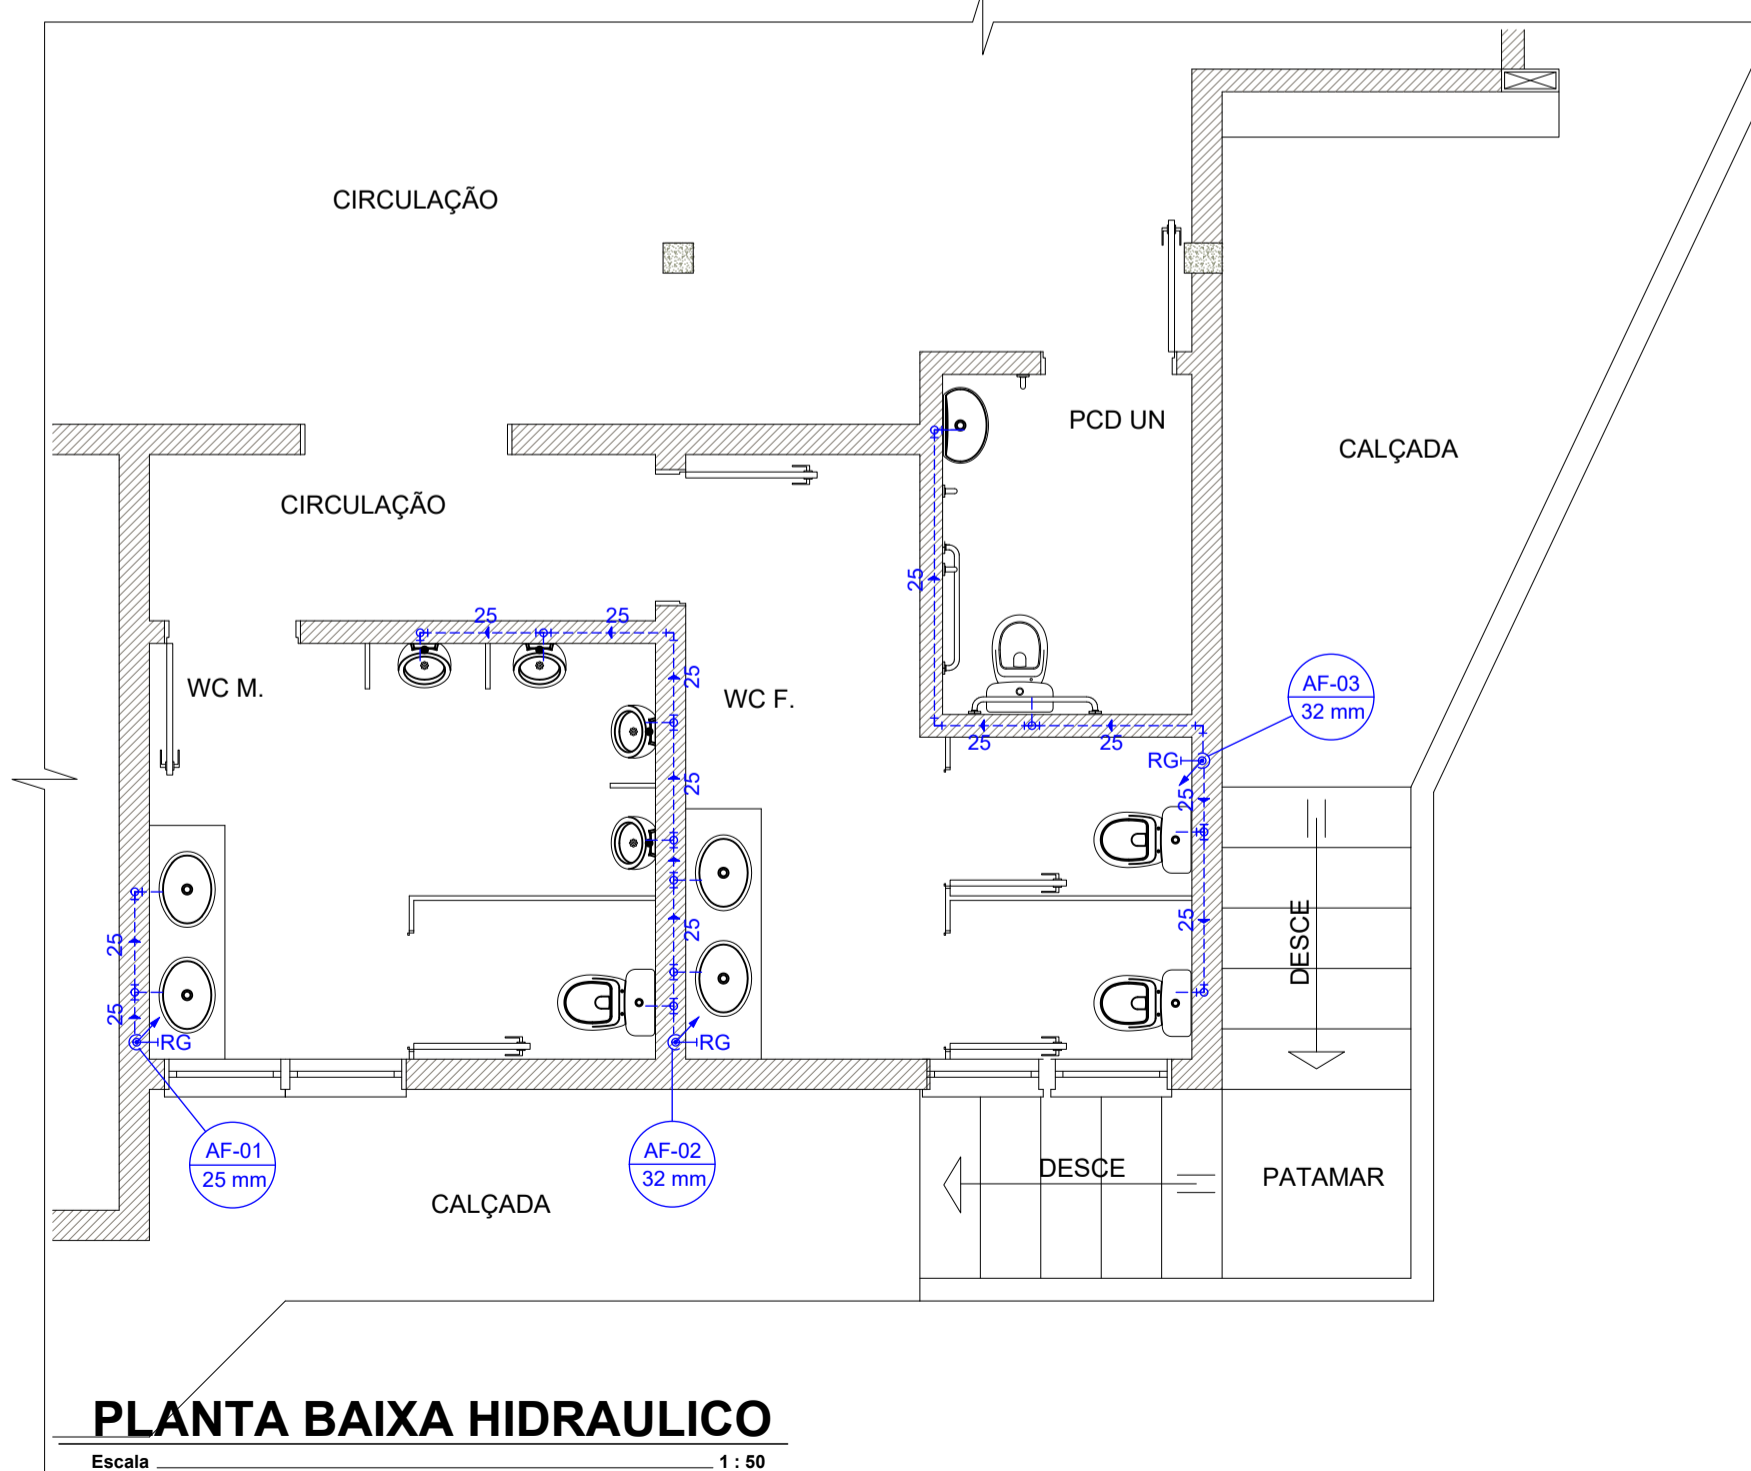 CIRCULAÇÃO
PCD UN
CALÇADA
CIRCULAÇÃO
25
25
25
WC M.
WC F.
25
AF-03
32 mm
25
25
RG
25
25
25
25
25
25
DESCE
RG
RG
AF-01
25 mm
AF-02
32 mm
DESCE
PATAMAR
CALÇADA
PLANTA BAIXA HIDRAULICO
Escala 1 : 50